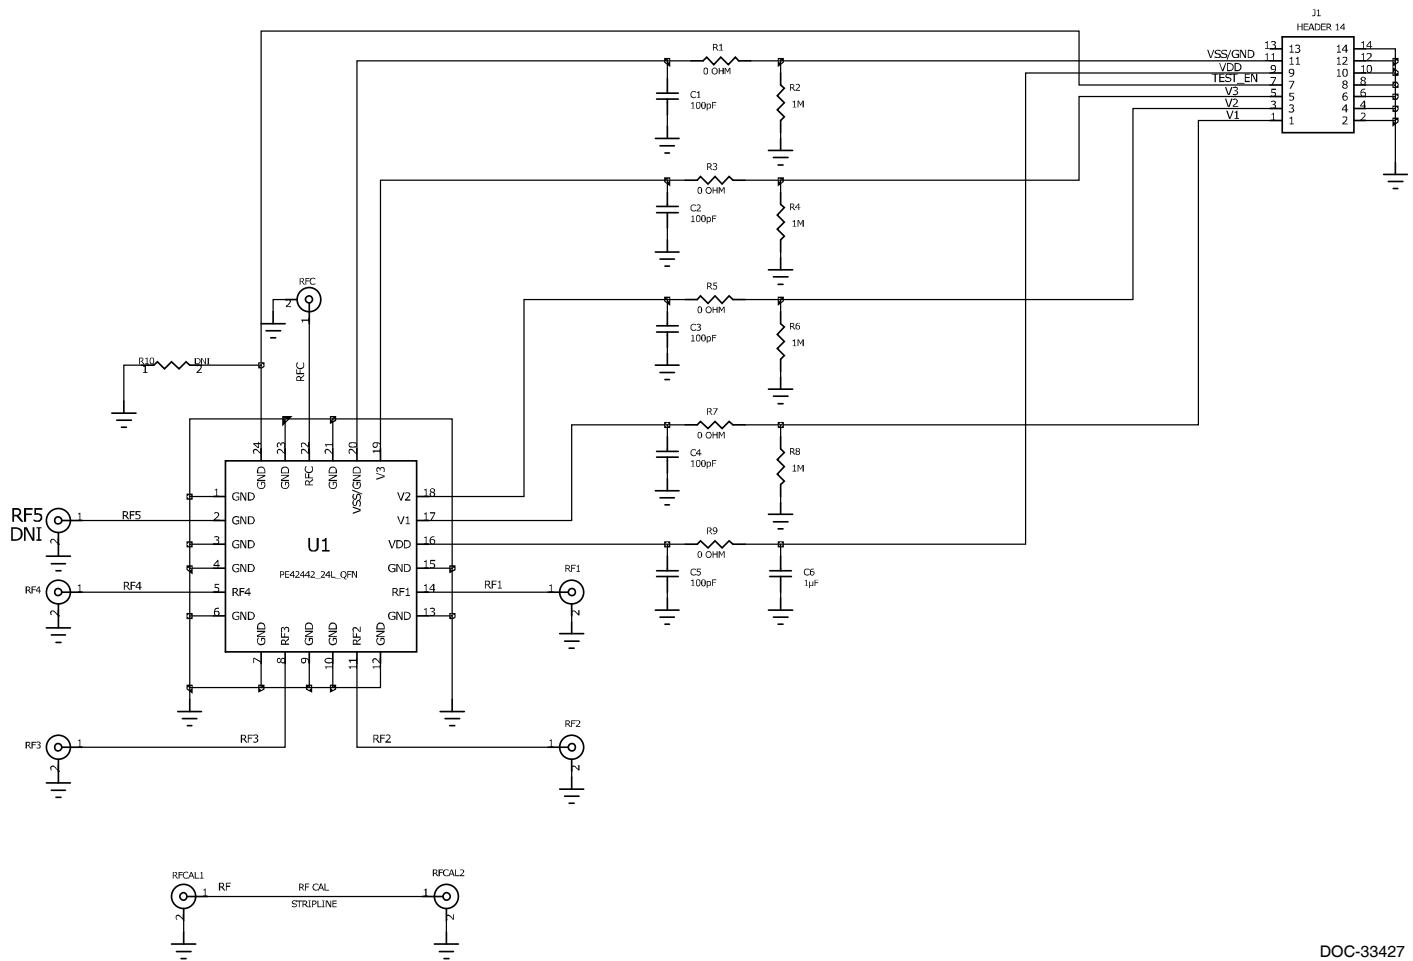 J1
HEADER 14
13 13 14 14
VSS/GND 11 11 12 12
VDD 9 9 10 10
TEST_EN 7 7 8 8
V3 5 5 6 6
V2 3 3 4 4
V1 1 1 2 2
R1
0 OHM
C1
100pF
R2
1M
R3
0 OHM
C2
100pF
R4
1M
R5
0 OHM
C3
100pF
R6
1M
R7
0 OHM
C4
100pF
R8
1M
R9
0 OHM
C5
100pF
C6
1µF
RFC
2
1
RFC
R10 DNI
1 2
24 23 22 21 20 19
GND GND RFC GND VSS/GND V3
1 GND
2 GND
3 GND
4 GND
5 RF4
6 GND
V2 18
V1 17
VDD 16
GND 15
RF1 14
GND 13
U1
PE42442_24L_QFN
GND RF3 GND GND RF2 GND
7 8 9 10 11 12
RF5
DNI
1 RF5
2
RF4 1 RF4
2
RF1 1 RF1
2
RF3 1 RF3
2
RF2 1 RF2
2
RFCAL1
1 RF
2
RF CAL
STRIPLINE
RFCAL2
1
2
DOC-33427